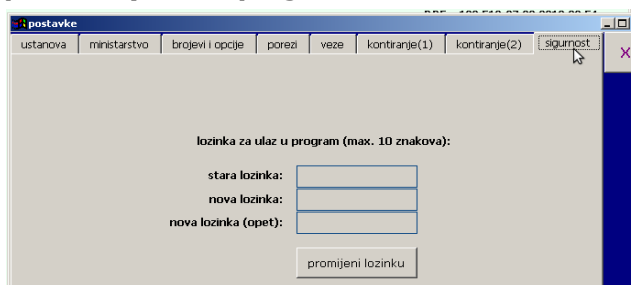 postavke
ustanova ministarstvo brojevi i opcije porezi veze kontiranje(1) kontiranje(2) sigurnost
X
lozinka za ulaz u program (max. 10 znakova):
stara lozinka:
nova lozinka:
nova lozinka (opet):
promijeni lozinku